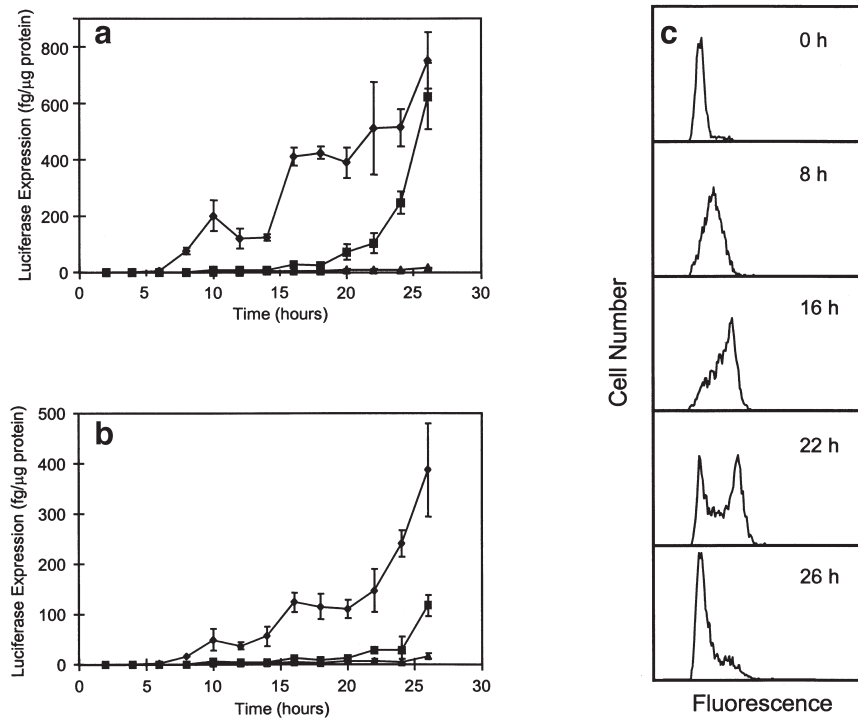 a
Luciferase Expression (fg/µg protein)
800
600
400
200
0
0 5 10 15 20 25 30
Time (hours)
b
Luciferase Expression (fg/µg protein)
500
400
300
200
100
0
0 5 10 15 20 25 30
Time (hours)
c
Cell Number
0 h
8 h
16 h
22 h
26 h
Fluorescence